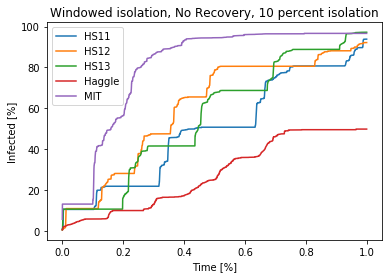 Windowed isolation, No Recovery, 10 percent isolation
HS11
HS12
HS13
Haggle
MIT
Infected [%]
100
80
60
40
20
0
0.0 0.2 0.4 0.6 0.8 1.0
Time [%]